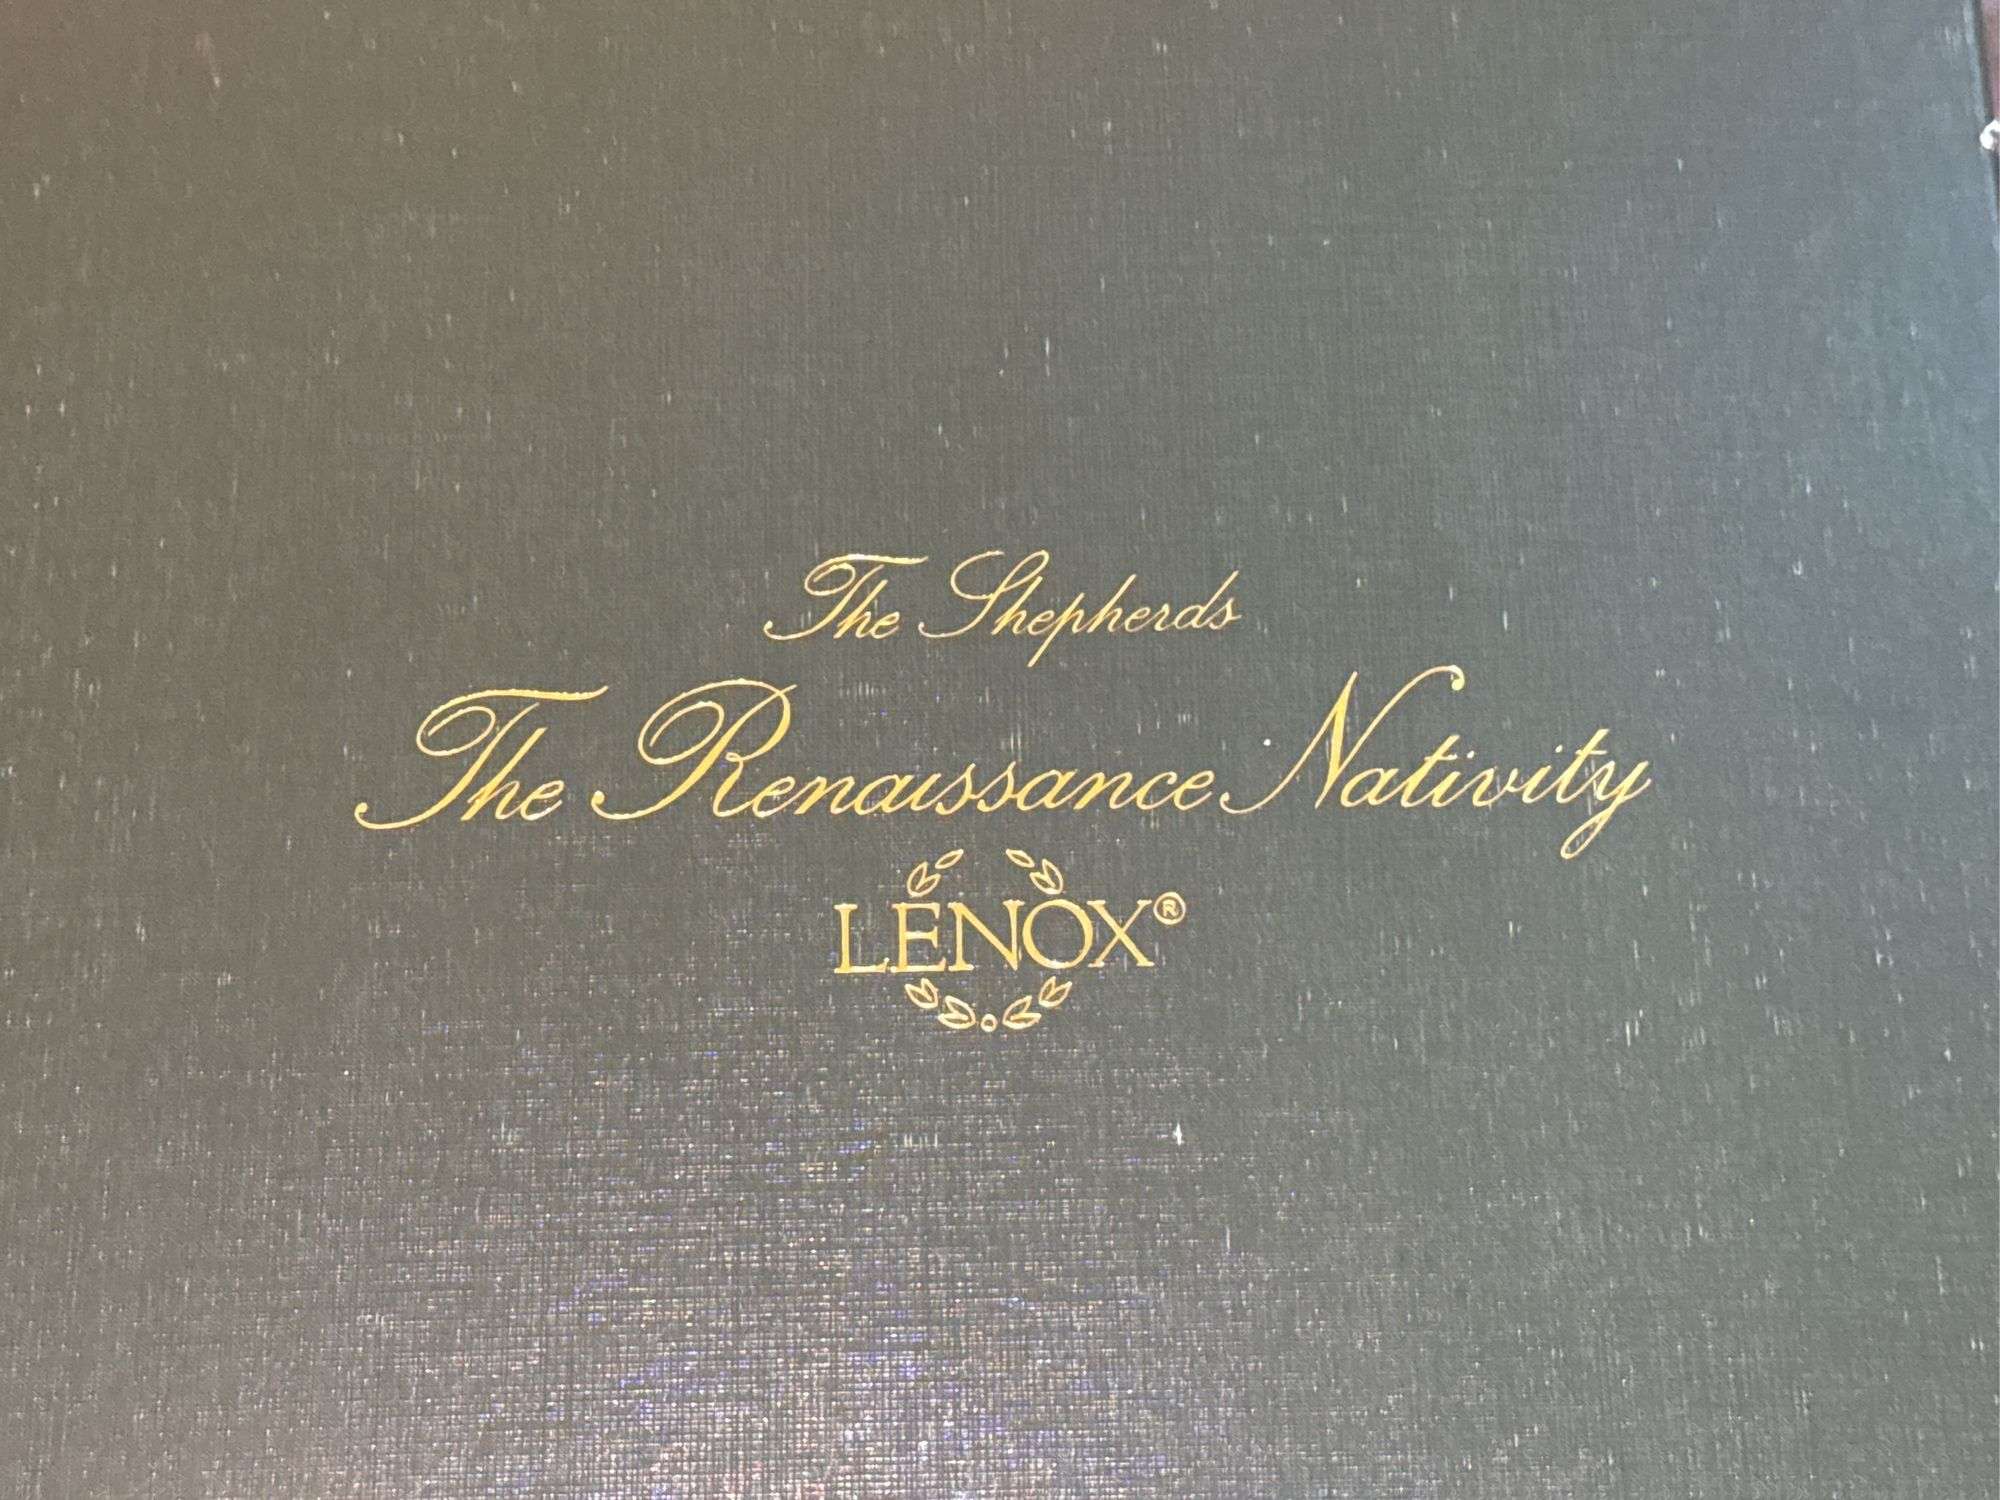 The Shepherds
The Renaissance Nativity
LENOX®